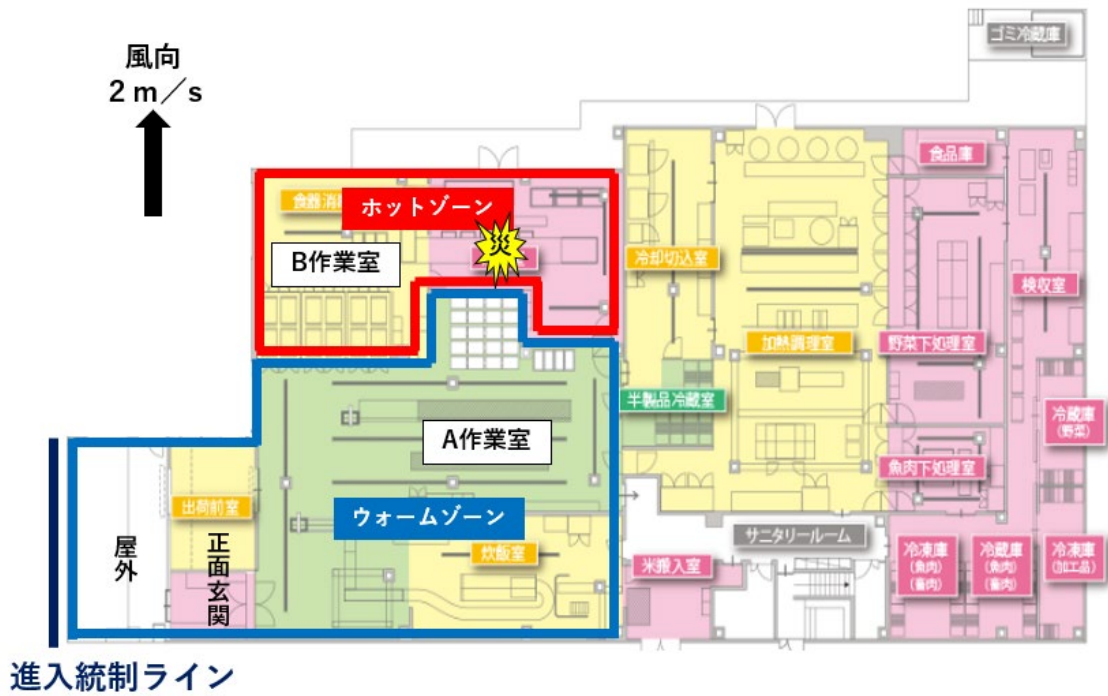 ゴミ冷蔵庫
風向
2 m/s
食品庫
ホットゾーン
災
B作業室
冷却切込室
検収室
加熱調理室
野菜下処理室
半製品冷蔵室
冷蔵庫
(野菜)
A作業室
魚肉下処理室
出荷前室
ウォームゾーン
屋外
正面玄関
炊飯室
サニタリールーム
米搬入室
冷凍庫
(魚肉)
(畜肉)
冷蔵庫
(魚肉)
(畜肉)
冷凍庫
(加工品)
進入統制ライン